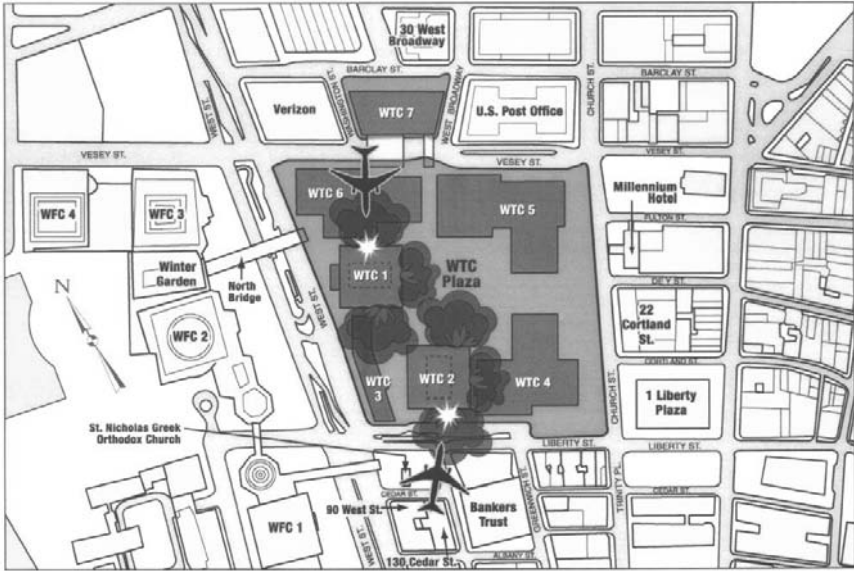 30 West
Broadway
BARCLAY ST.
BARCLAY ST.
WEST ST.
Verizon
WASHINGTON ST.
WTC 7
WEST BROADWAY
U.S. Post Office
CHURCH ST.
VESEY ST.
VESEY ST.
VESEY ST.
WTC 6
WTC 5
Millennium
Hotel
WFC 4
WFC 3
FULTON ST.
Winter
Garden
North
Bridge
WTC 1
WTC
Plaza
DEY ST.
N
WEST ST.
WFC 2
22
Cortland
St.
CORTLAND ST.
WTC
3
WTC 2
WTC 4
CHURCH ST.
1 Liberty
Plaza
St. Nicholas Greek
Orthodox Church
LIBERTY ST.
LIBERTY ST.
CEDAR ST.
GREENWICH ST.
TRINITY PL.
CEDAR ST.
90 West St.
Bankers
Trust
WFC 1
WEST ST.
130 Cedar St.
ALBANY ST.